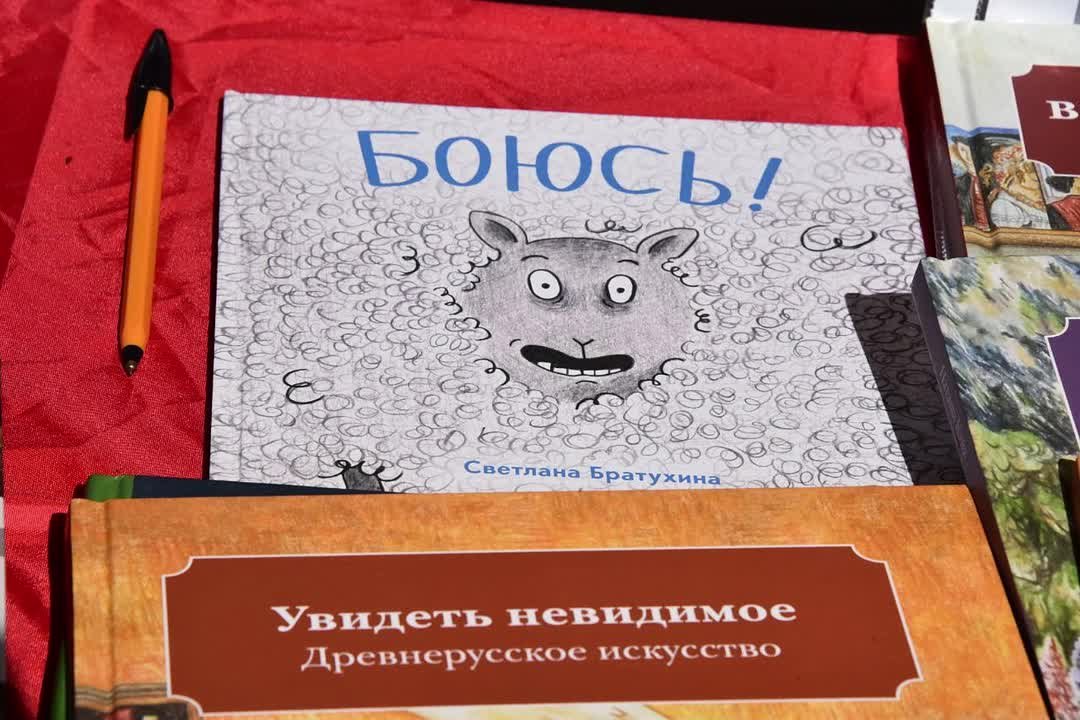 БОЮСЬ!
Светлана Братухина
Увидеть невидимое
Древнерусское искусство
В